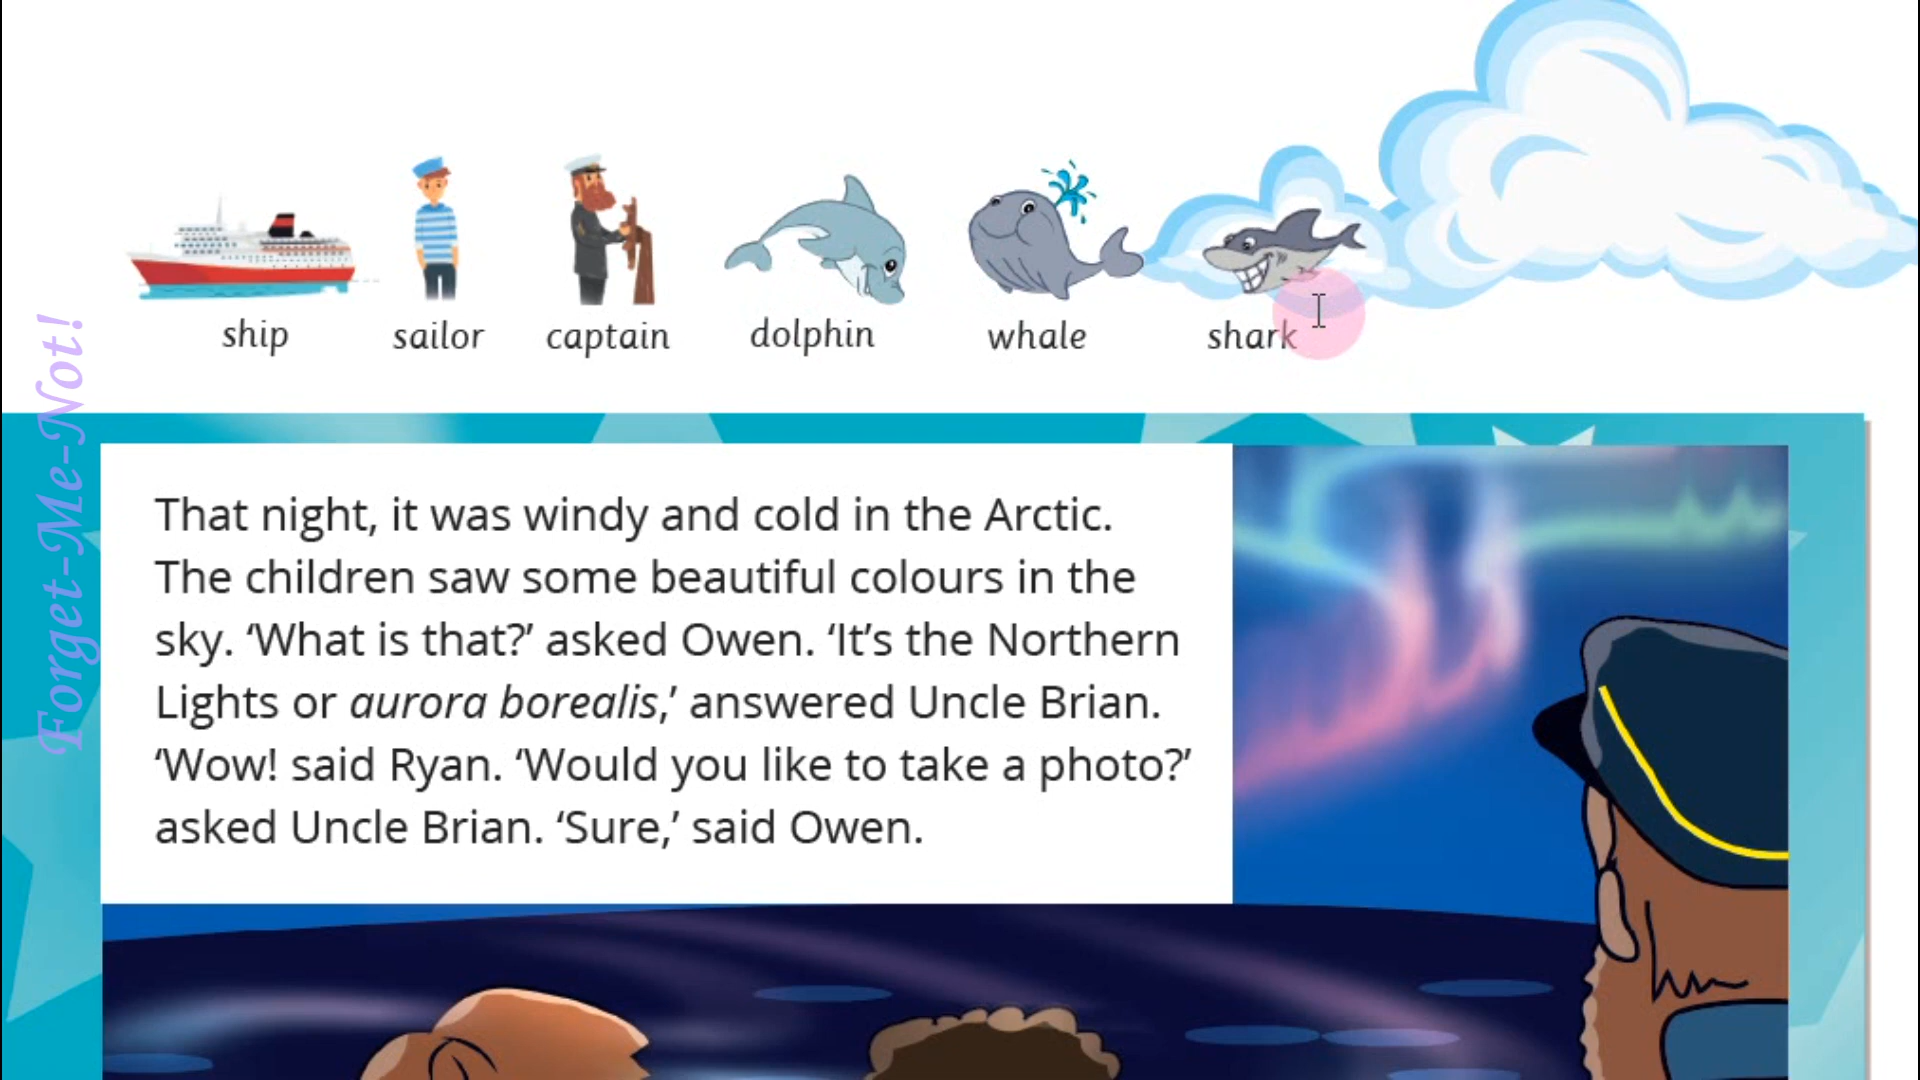 ship
sailor
captain
dolphin
whale
shark
Forget-Me-Not!
That night, it was windy and cold in the Arctic.
The children saw some beautiful colours in the
sky. ‘What is that?’ asked Owen. ‘It’s the Northern
Lights or aurora borealis,’ answered Uncle Brian.
‘Wow! said Ryan. ‘Would you like to take a photo?’
asked Uncle Brian. ‘Sure,’ said Owen.